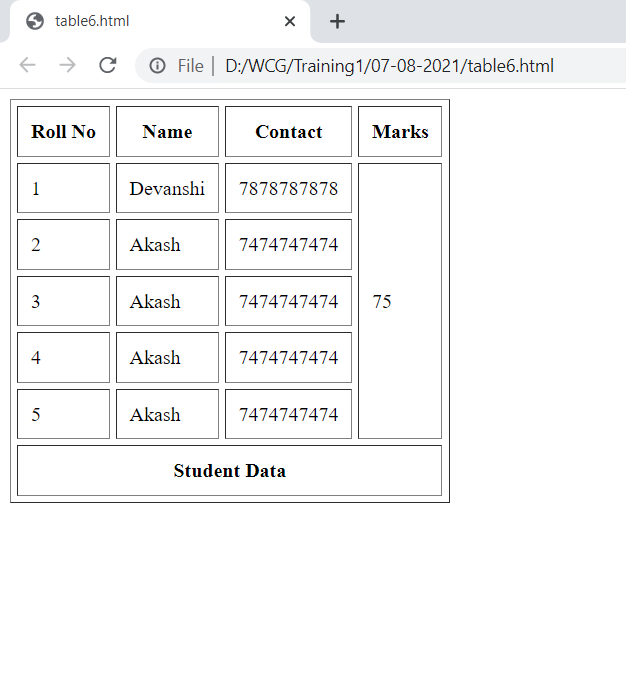 table6.html
File | D:/WCG/Training1/07-08-2021/table6.html
Roll No Name Contact Marks
1 Devanshi 7878787878
2 Akash 7474747474
3 Akash 7474747474 75
4 Akash 7474747474
5 Akash 7474747474
Student Data